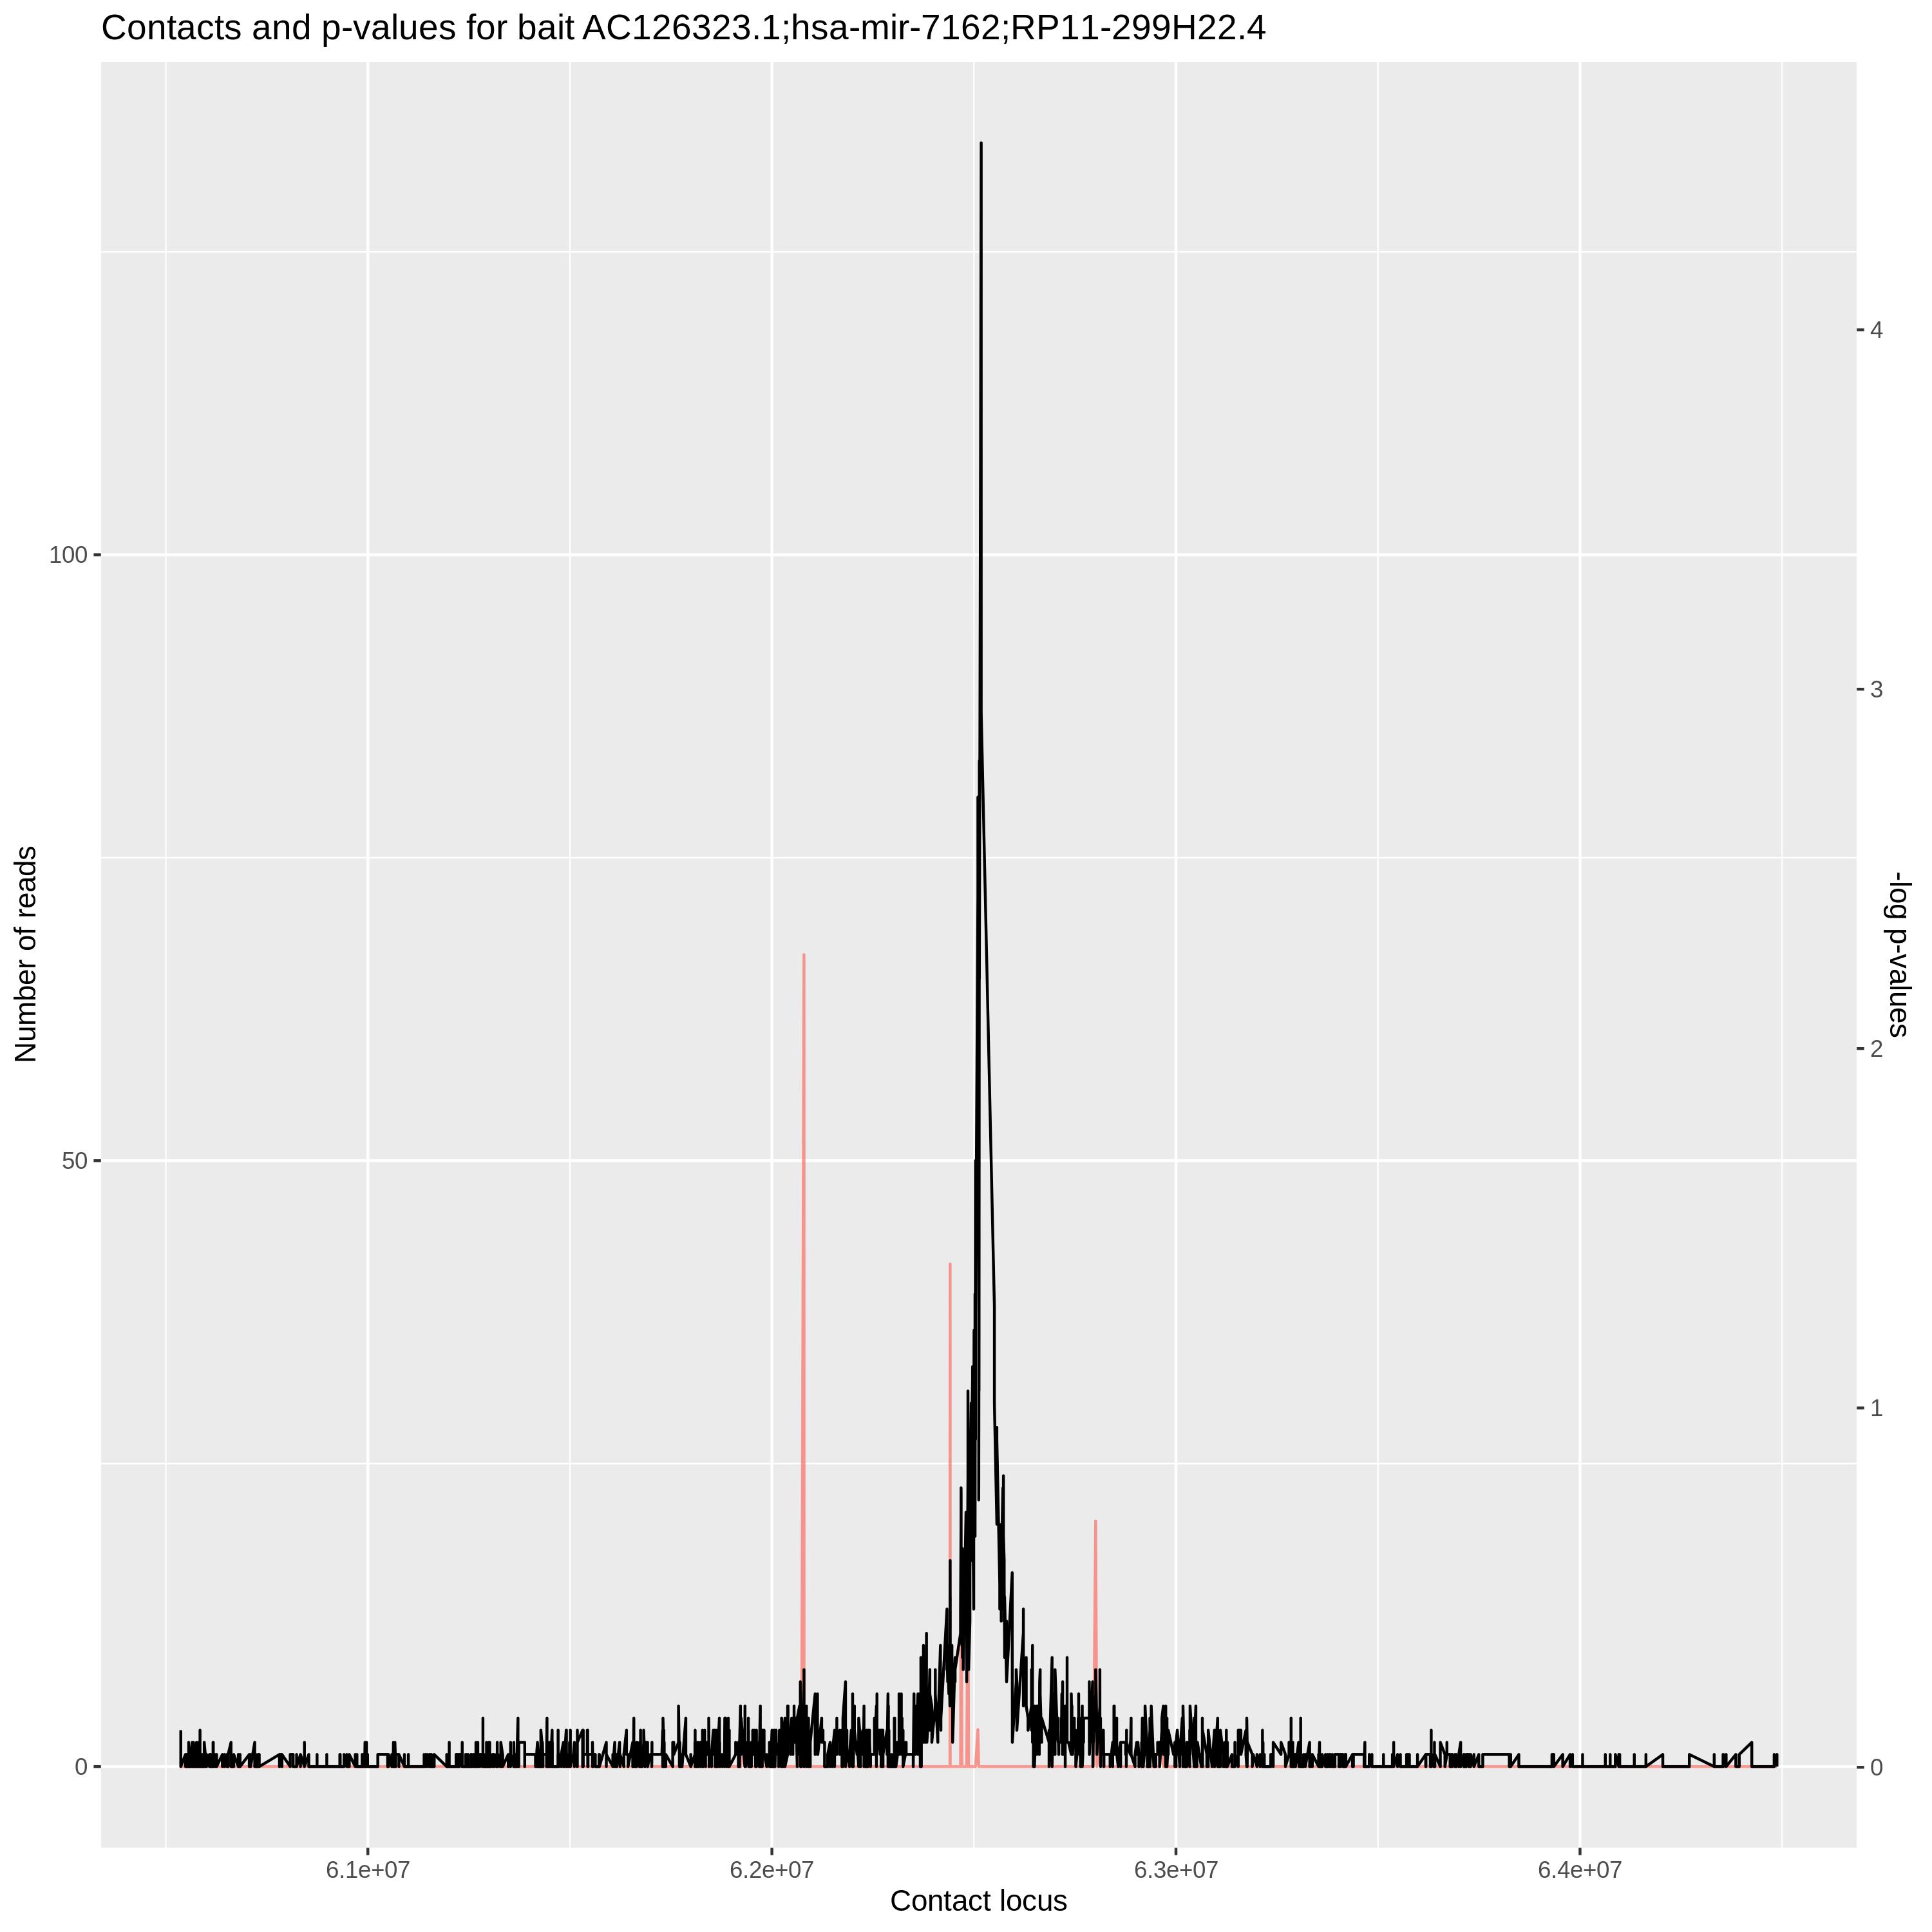 Contacts and p-values for bait AC126323.1;hsa-mir-7162;RP11-299H22.4
Number of reads
100
50
0
4
3
2
1
0
-log p-values
6.1e+07 6.2e+07 6.3e+07 6.4e+07
Contact locus